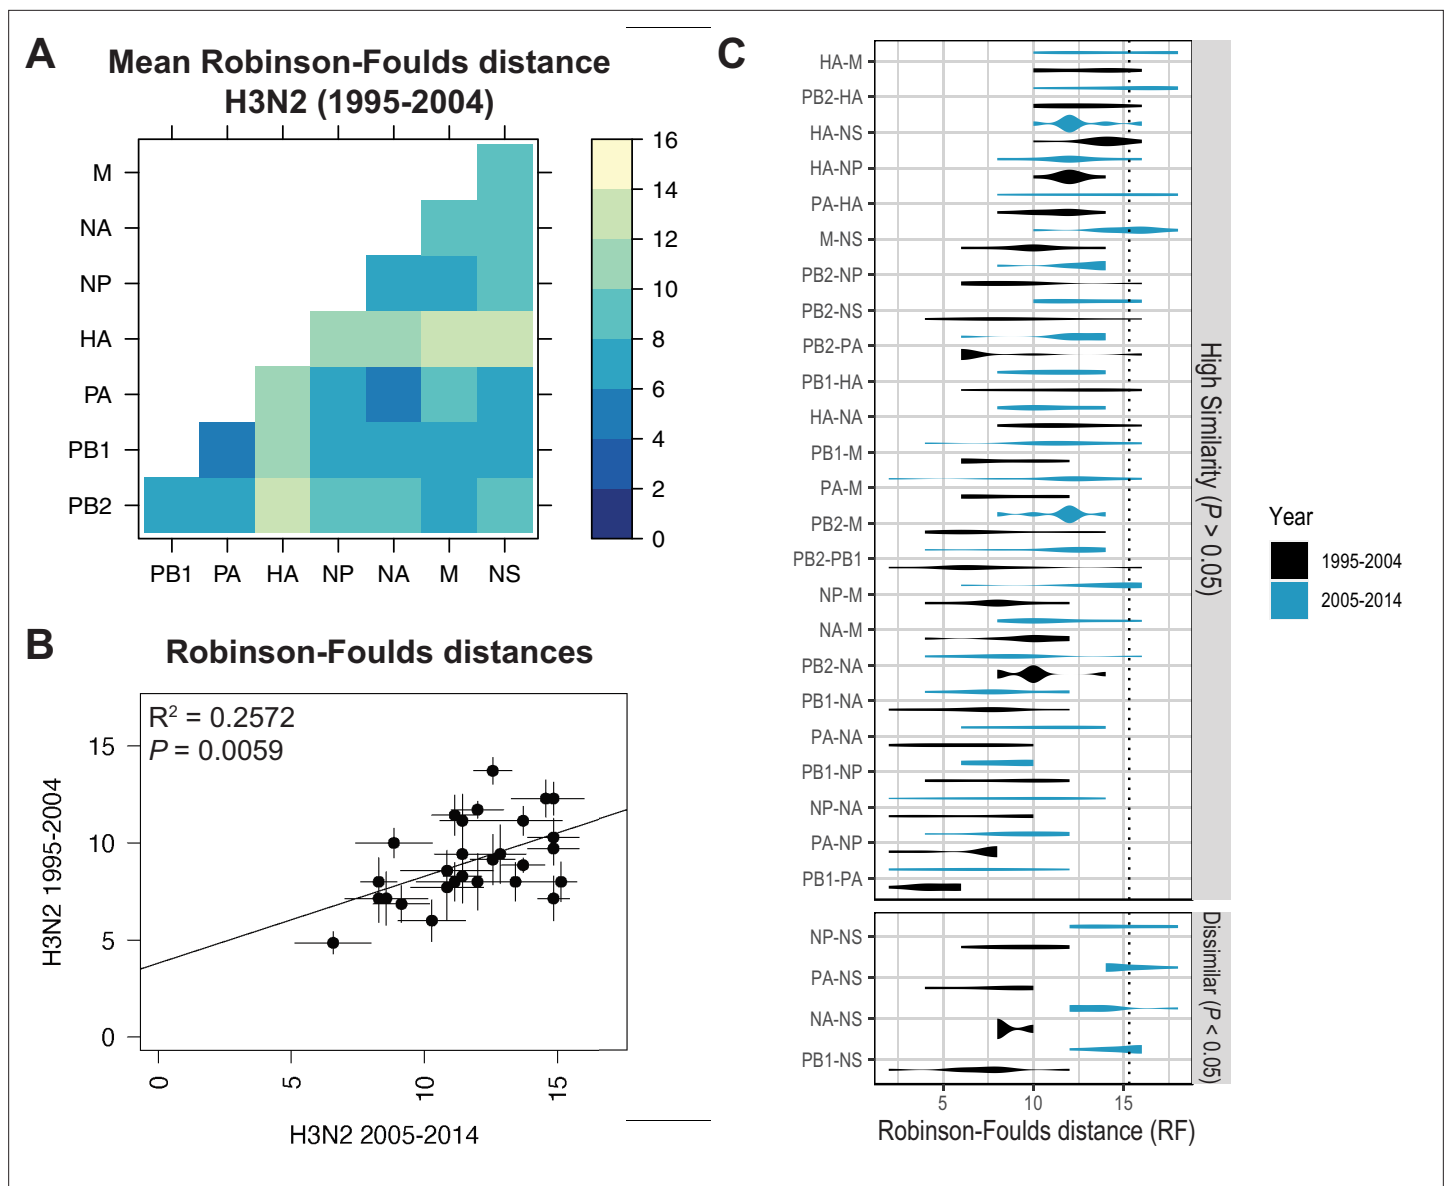 A
Mean Robinson-Foulds distance
H3N2 (1995-2004)
M
NA
NP
HA
PA
PB1
PB2
PB1 PA HA NP NA M NS
16
14
12
10
8
6
4
2
0
B
Robinson-Foulds distances
R² = 0.2572
P = 0.0059
H3N2 1995-2004
15
10
5
0
0 5 10 15
H3N2 2005-2014
C
HA-M
PB2-HA
HA-NS
HA-NP
PA-HA
M-NS
PB2-NP
PB2-NS
PB2-PA
PB1-HA
HA-NA
PB1-M
PA-M
PB2-M
PB2-PB1
NP-M
NA-M
PB2-NA
PB1-NA
PA-NA
PB1-NP
NP-NA
PA-NP
PB1-PA
High Similarity (P > 0.05)
NP-NS
PA-NS
NA-NS
PB1-NS
Dissimilar (P < 0.05)
5 10 15
Robinson-Foulds distance (RF)
Year
1995-2004
2005-2014